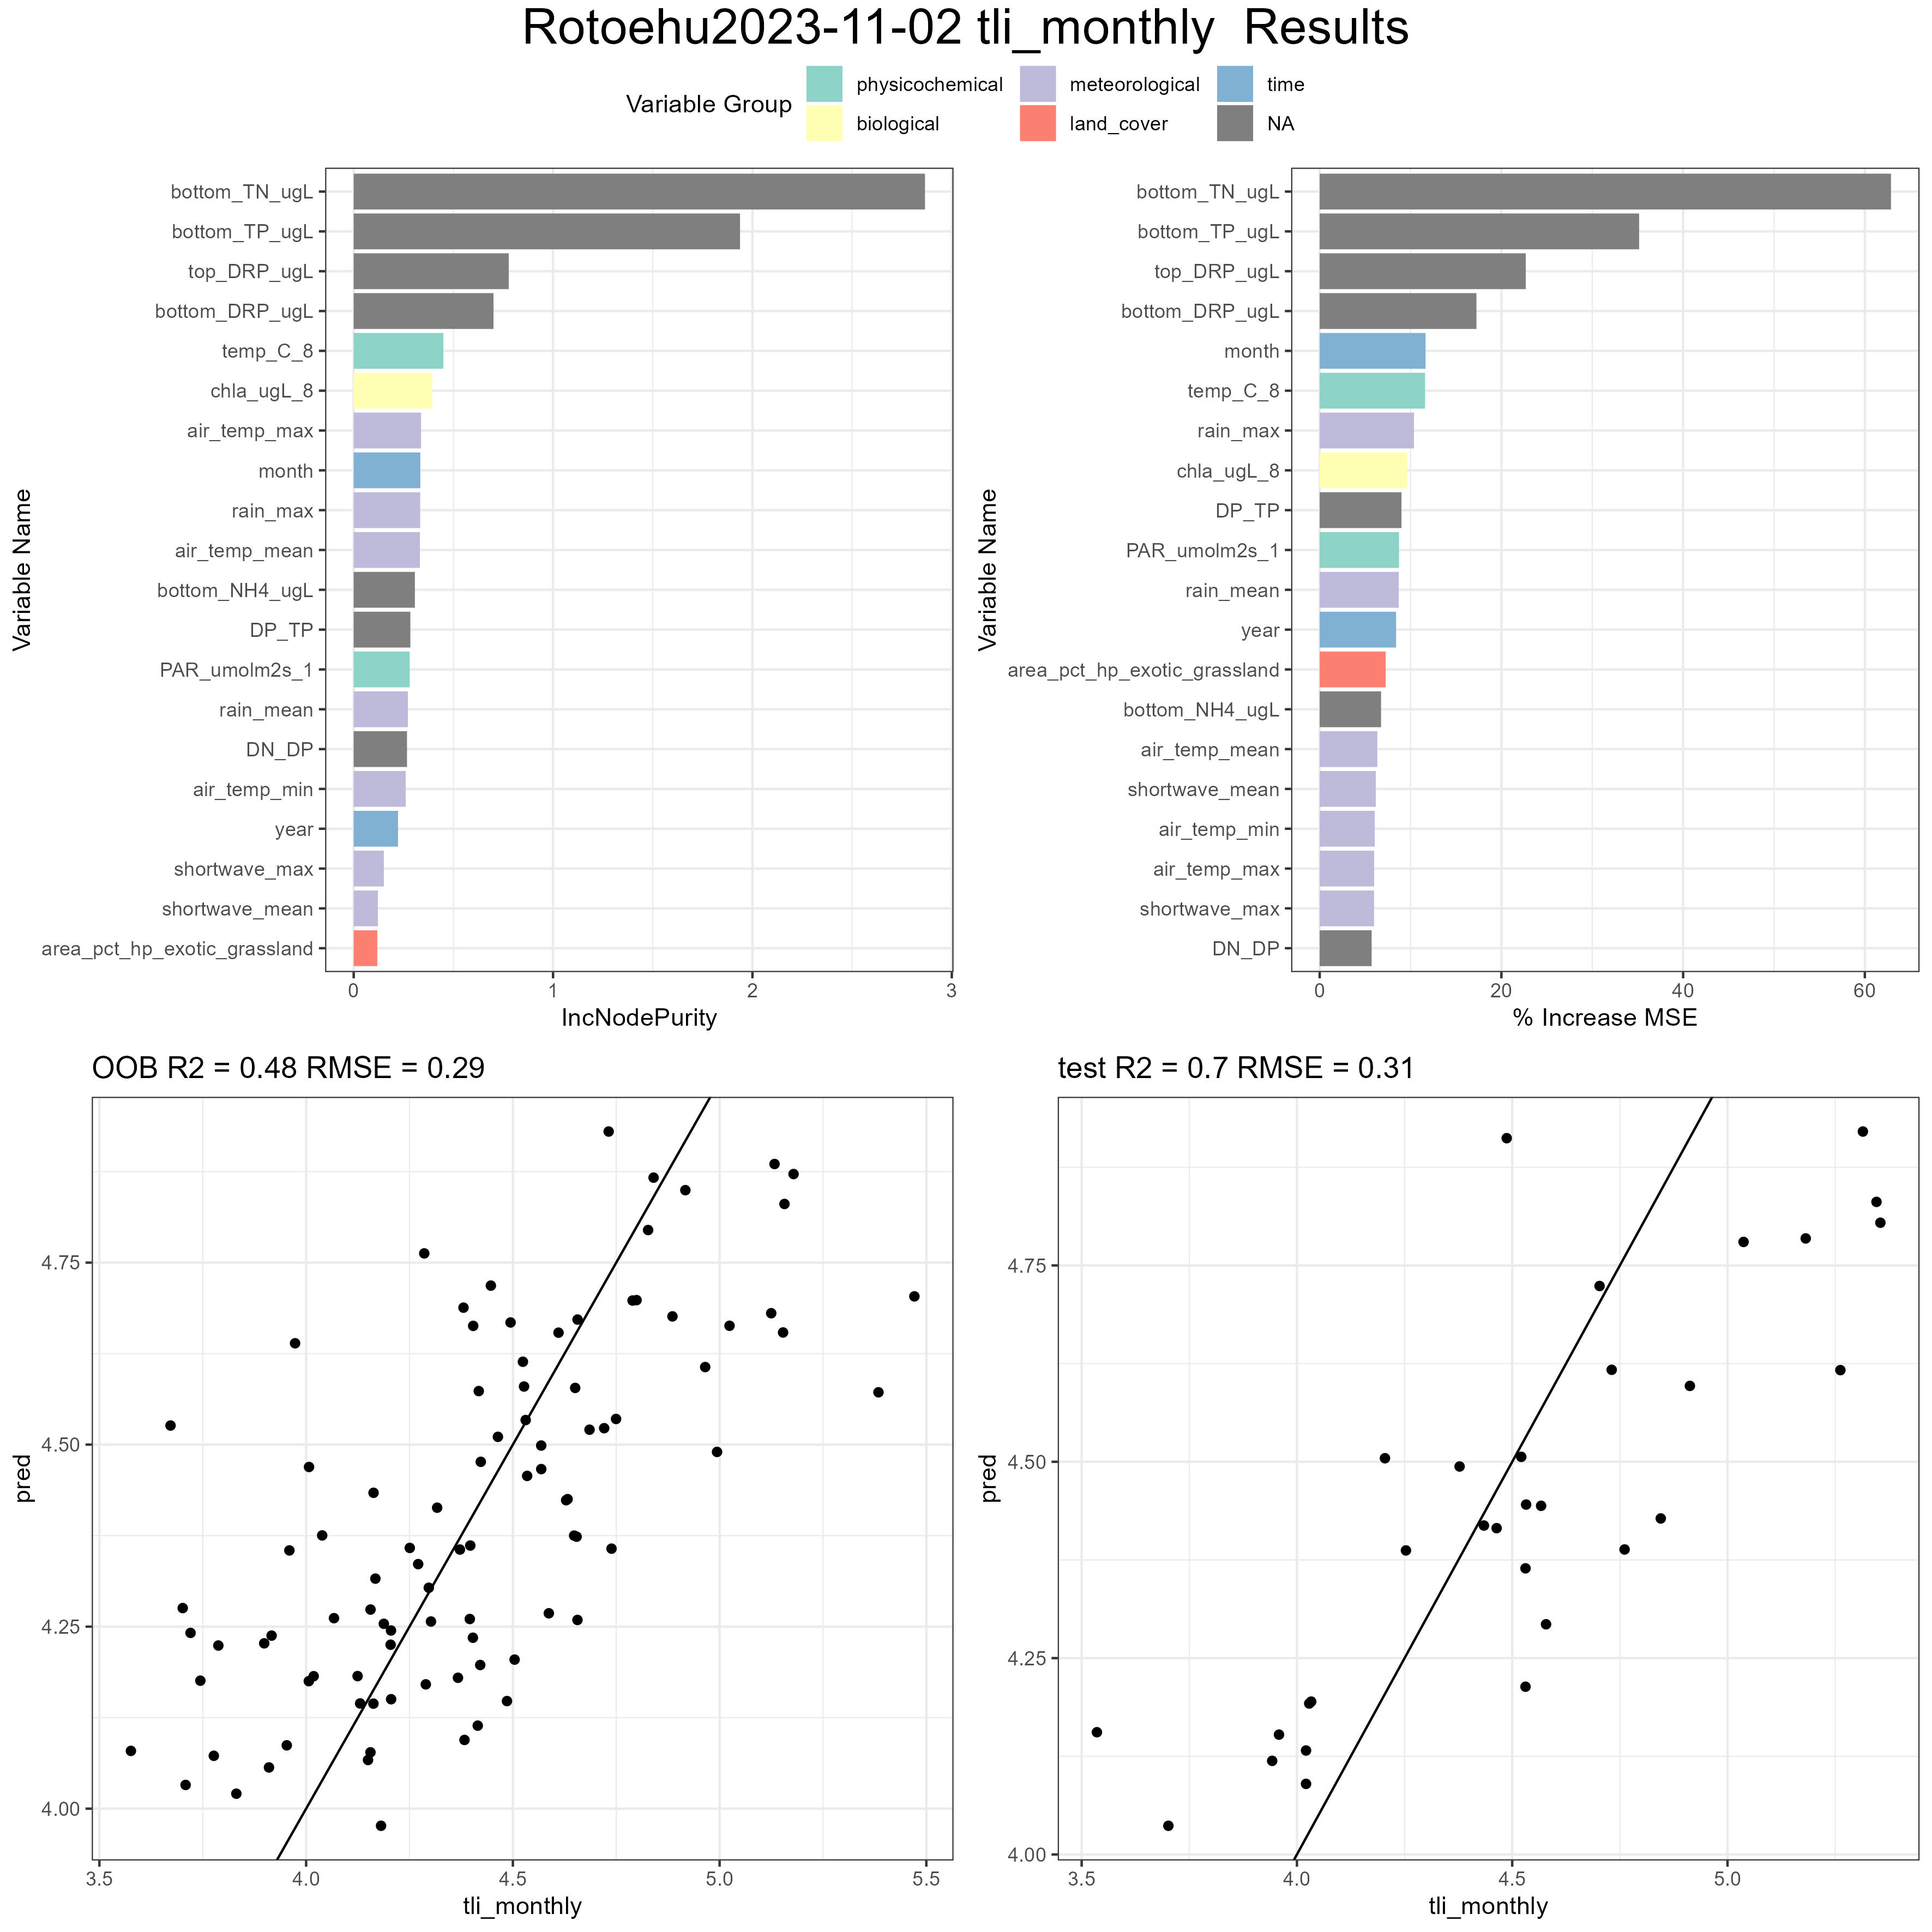 Rotoehu2023-11-02 tli_monthly  Results
Variable Group
physicochemical
meteorological
time
biological
land_cover
NA
Variable Name
bottom_TN_ugL
bottom_TP_ugL
top_DRP_ugL
bottom_DRP_ugL
temp_C_8
chla_ugL_8
air_temp_max
month
rain_max
air_temp_mean
bottom_NH4_ugL
DP_TP
PAR_umolm2s_1
rain_mean
DN_DP
air_temp_min
year
shortwave_max
shortwave_mean
area_pct_hp_exotic_grassland
0 1 2 3
IncNodePurity
Variable Name
bottom_TN_ugL
bottom_TP_ugL
top_DRP_ugL
bottom_DRP_ugL
month
temp_C_8
rain_max
chla_ugL_8
DP_TP
PAR_umolm2s_1
rain_mean
year
area_pct_hp_exotic_grassland
bottom_NH4_ugL
air_temp_mean
shortwave_mean
air_temp_min
air_temp_max
shortwave_max
DN_DP
0 20 40 60
% Increase MSE
OOB R2 = 0.48 RMSE = 0.29
pred
4.75
4.50
4.25
4.00
3.5 4.0 4.5 5.0 5.5
tli_monthly
test R2 = 0.7 RMSE = 0.31
pred
4.75
4.50
4.25
4.00
3.5 4.0 4.5 5.0
tli_monthly